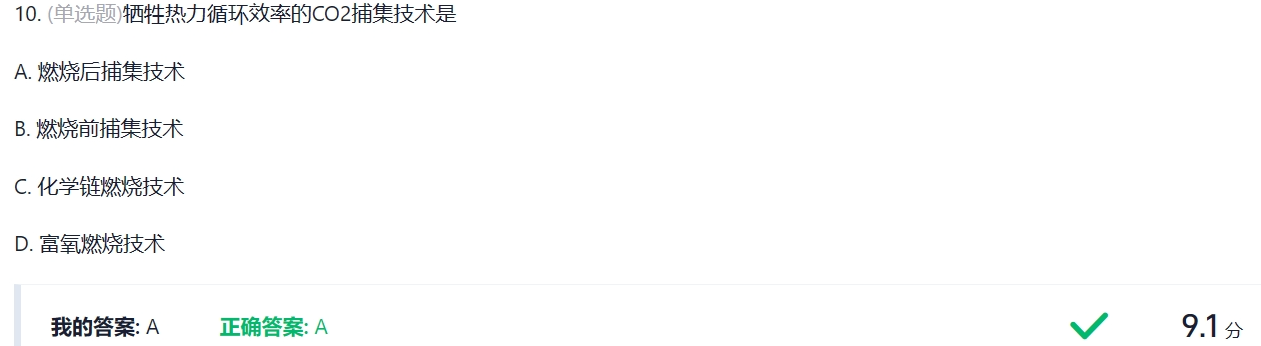 10. (单选题)牺牲热力循环效率的CO2捕集技术是
A. 燃烧后捕集技术
B. 燃烧前捕集技术
C. 化学链燃烧技术
D. 富氧燃烧技术
我的答案: A 正确答案: A 9.1 分